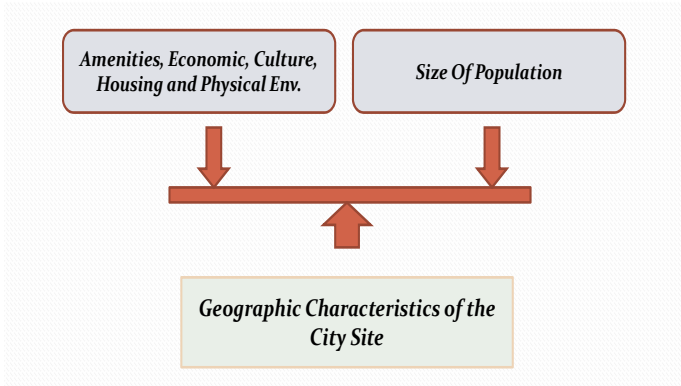 Amenities, Economic, Culture,
Housing and Physical Env.
Size Of Population
Geographic Characteristics of the
City Site